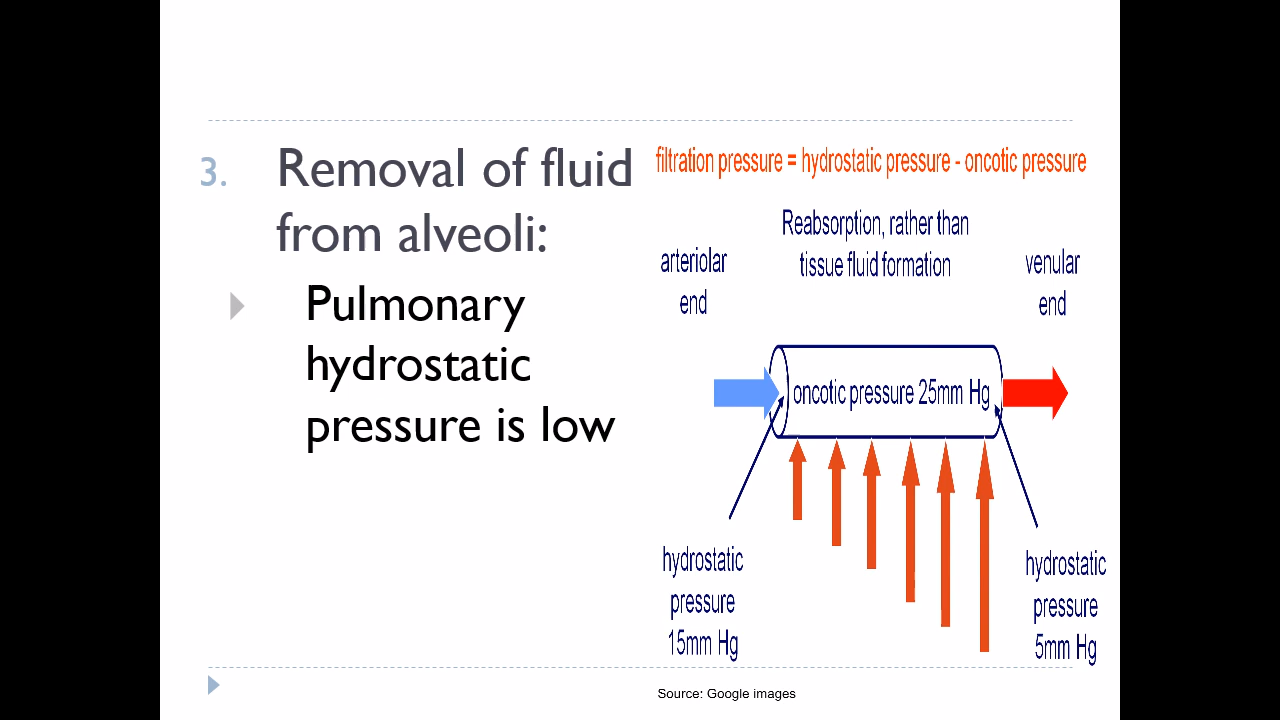 3. Removal of fluid
from alveoli:
Pulmonary
hydrostatic
pressure is low
filtration pressure = hydrostatic pressure - oncotic pressure
Reabsorption, rather than
tissue fluid formation
arteriolar
end
venular
end
oncotic pressure 25mm Hg
hydrostatic
pressure
15mm Hg
hydrostatic
pressure
5mm Hg
Source: Google images